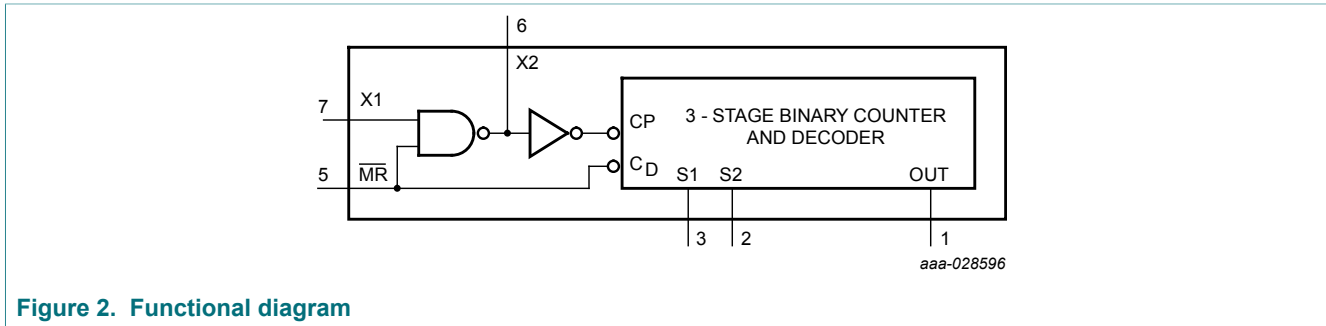 6
X2
7 X1
3 - STAGE BINARY COUNTER
AND DECODER
CP
5 MR
CD
S1 S2 OUT
3 2 1
aaa-028596
Figure 2. Functional diagram